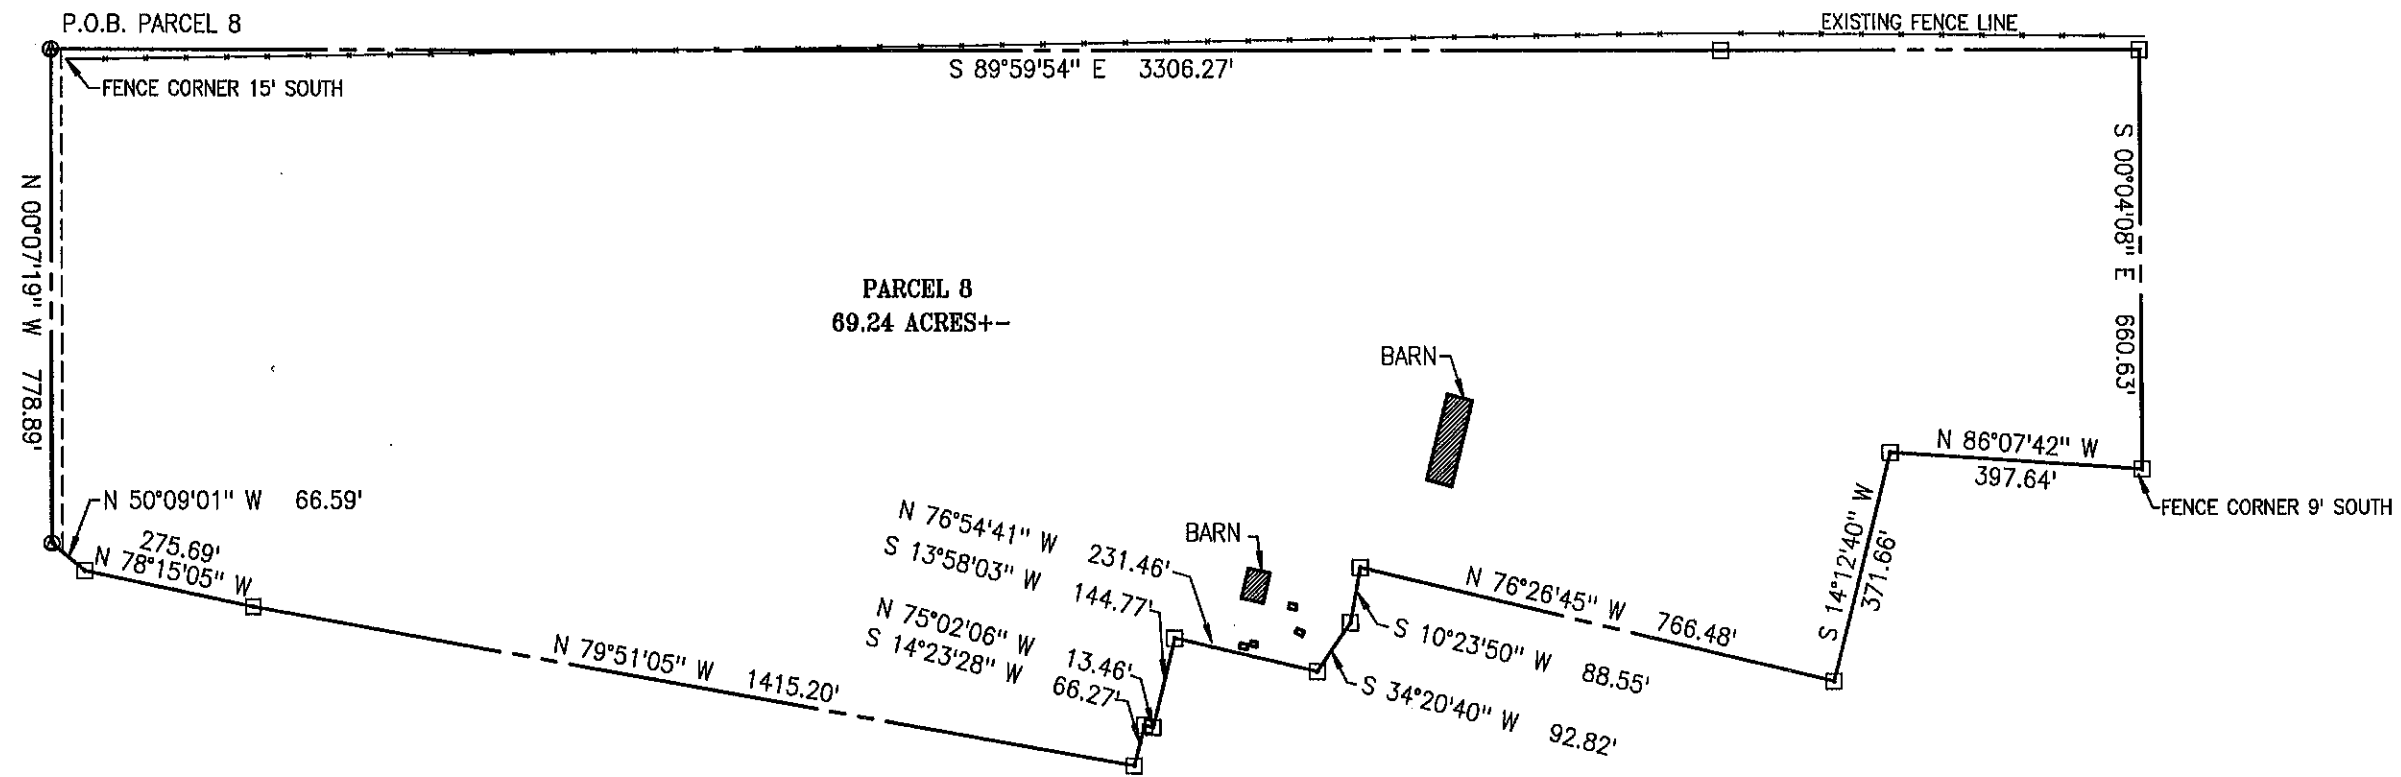 P.O.B. PARCEL 8
EXISTING FENCE LINE
S 89°59'54" E 3306.27'
FENCE CORNER 15' SOUTH
S 00°04'08" E 660.63'
N 00°07'19" W 778.89'
PARCEL 8
69.24 ACRES+-
BARN
N 86°07'42" W
397.64'
FENCE CORNER 9' SOUTH
S 14°12'40" W
371.66'
N 50°09'01" W 66.59'
275.69'
N 78°15'05" W
N 76°54'41" W 231.46'
S 13°58'03" W 144.77'
BARN
N 76°26'45" W 766.48'
N 75°02'06" W 13.46'
S 14°23'28" W 66.27'
S 10°23'50" W 88.55'
S 34°20'40" W 92.82'
N 79°51'05" W 1415.20'